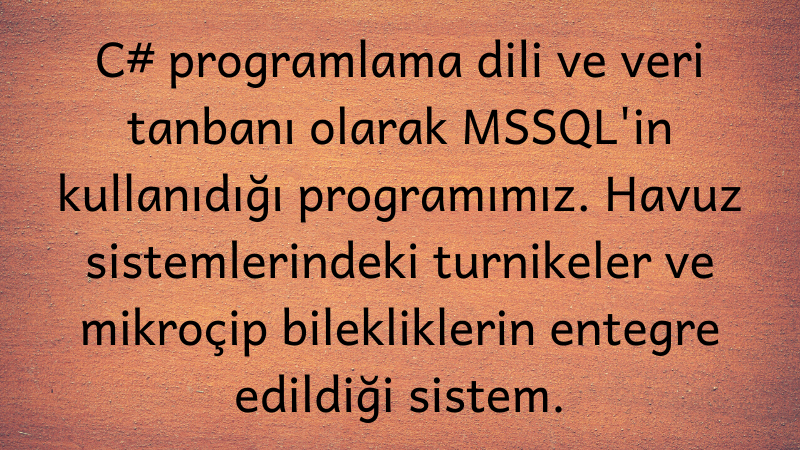 C# programlama dili ve veri
tanbanı olarak MSSQL'in
kullanıdığı programımız. Havuz
sistemlerindeki turnikeler ve
mikroçip bilekliklerin entegre
edildiği sistem.